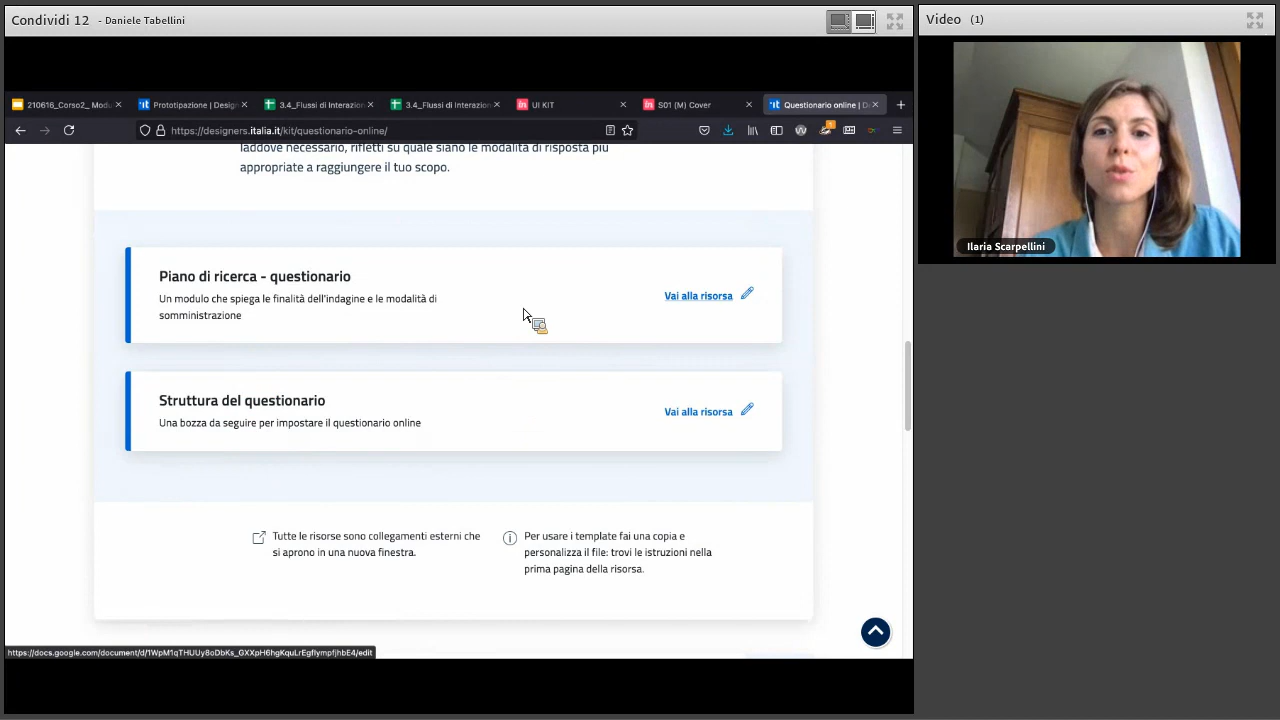 Condividi 12 - Daniele Tabellini
Video (1)
210616_Corso2_ Modu
Prototipazione | Design
3.4_Flussi di Interazion
3.4_Flussi di Interazion
UI KIT
S01 (M) Cover
Questionario online | D
https://designers.italia.it/kit/questionario-online/
laddove necessario, rifletti su quale siano le modalità di risposta più
appropriate a raggiungere il tuo scopo.
Piano di ricerca - questionario
Un modulo che spiega le finalità dell'indagine e le modalità di
somministrazione
Vai alla risorsa
Struttura del questionario
Una bozza da seguire per impostare il questionario online
Vai alla risorsa
Tutte le risorse sono collegamenti esterni che
si aprono in una nuova finestra.
Per usare i template fai una copia e
personalizza il file: trovi le istruzioni nella
prima pagina della risorsa.
Ilaria Scarpellini